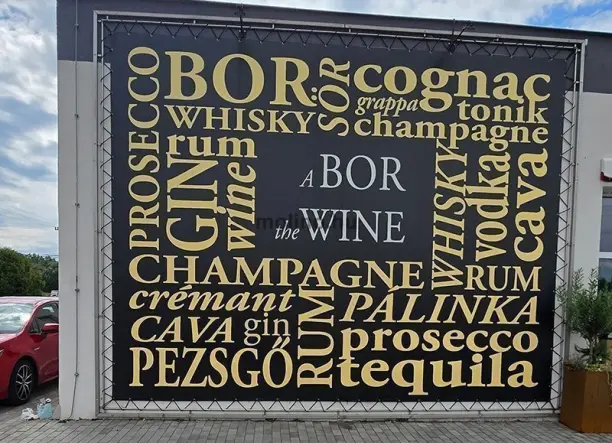 PROSECCO
BOR
SÖR
cognac
grappa
tonik
WHISKY
champagne
rum
GIN
wine
A BOR
the WINE
WHISKY
vodka
cava
CHAMPAGNE
RUM
crémant
RUM
PÁLINKA
CAVA gin
prosecco
PEZSGŐ
tequila